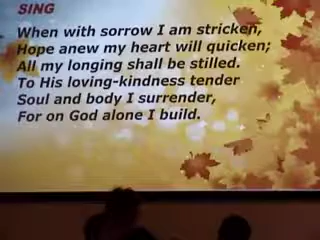 SING
When with sorrow I am stricken,
Hope anew my heart will quicken;
All my longing shall be stilled.
To His loving-kindness tender
Soul and body I surrender,
For on God alone I build.